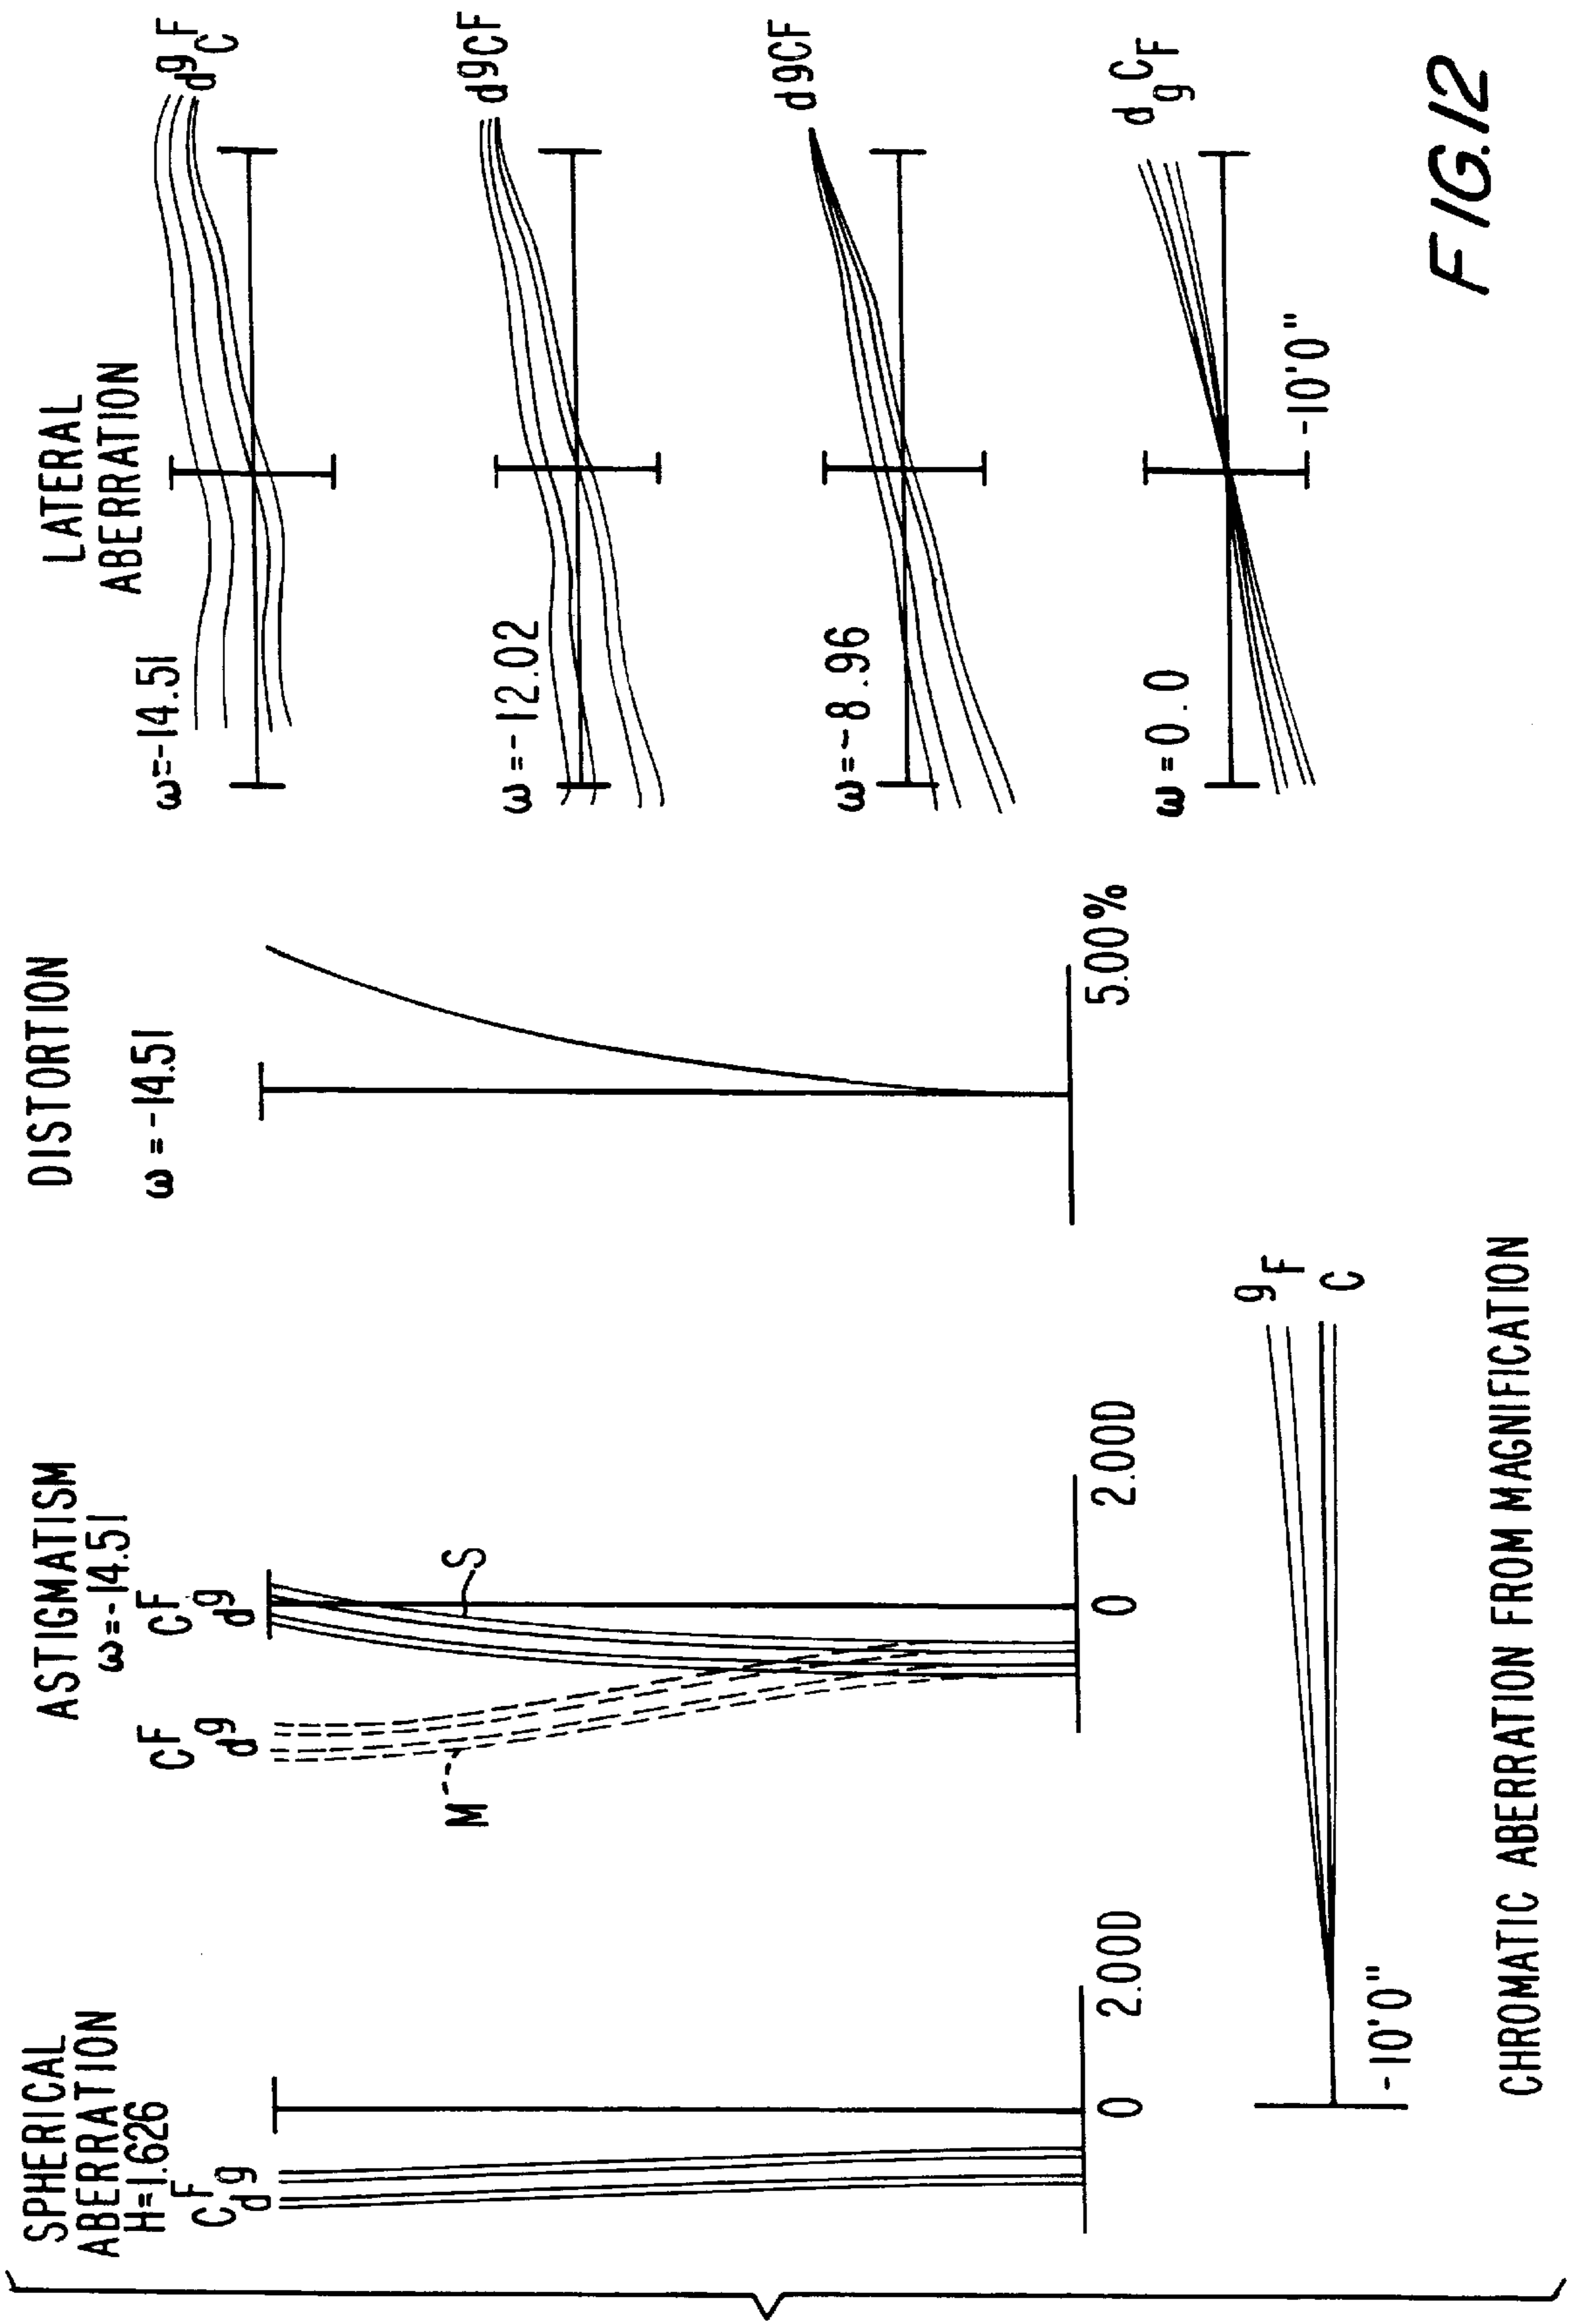 SPHERICAL
ABERRATION
H=1.626
C F
d g
0
2.00D
ASTIGMATISM
ω=-14.51
C F
d g
C F
d g
M
S
0
2.00D
DISTORTION
ω=-14.51
5.00%
LATERAL
ABERRATION
ω=-14.51
d g F
C
ω=-12.02
d g C F
ω=-8.96
d g C F
ω=0.0
d C
g F
-10'0"
-10'0"
g
F
C
CHROMATIC ABERRATION FROM MAGNIFICATION
FIG.12